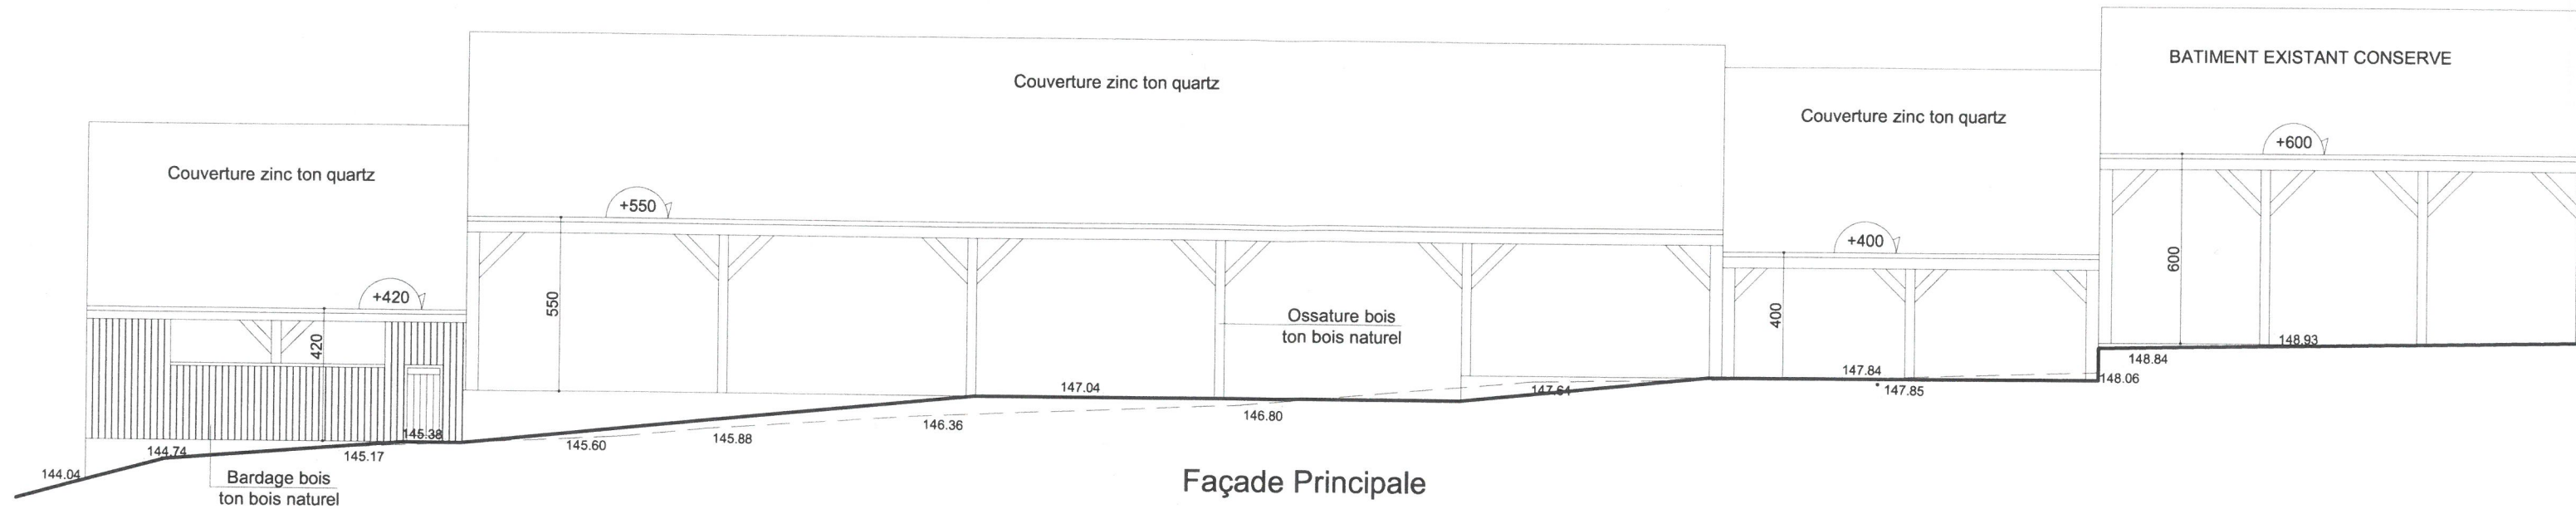 BATIMENT EXISTANT CONSERVE
Couverture zinc ton quartz
Couverture zinc ton quartz
Couverture zinc ton quartz
+600
+550
+400
+420
600
550
400
420
Ossature bois
ton bois naturel
148.93
148.84
148.06
147.84
147.85
147.64
147.04
146.80
146.36
145.88
145.60
145.38
145.17
144.74
144.04
Bardage bois
ton bois naturel
Façade Principale